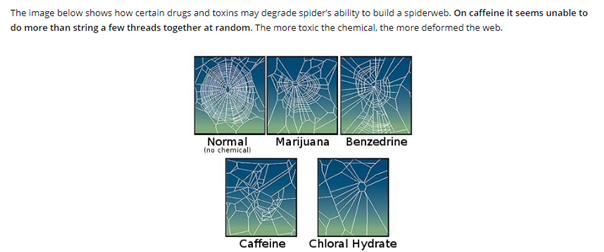 The image below shows how certain drugs and toxins may degrade spider's ability to build a spiderweb. On caffeine it seems unable to
do more than string a few threads together at random. The more toxic the chemical, the more deformed the web.
Normal
(no chemical)
Marijuana
Benzedrine
Caffeine
Chloral Hydrate